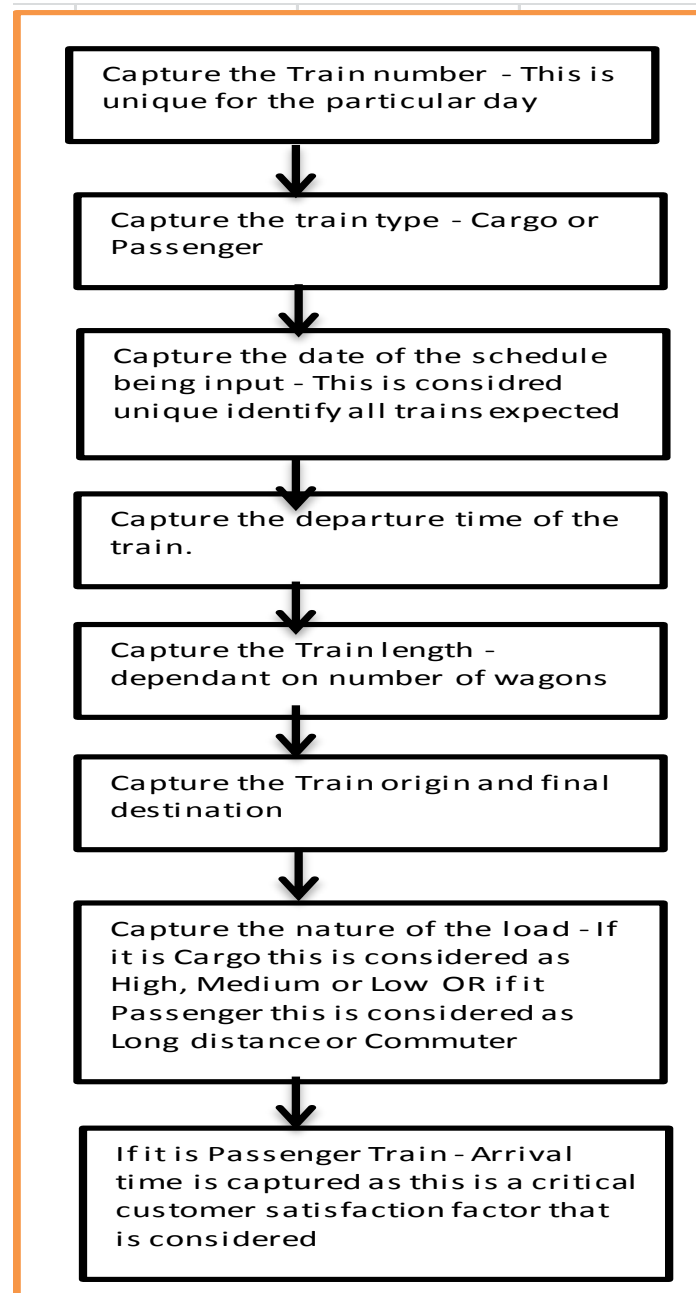 Capture the Train number - This is
unique for the particular day
Capture the train type - Cargo or
Passenger
Capture the date of the schedule
being input - This is considred
unique identify all trains expected
Capture the departure time of the
train.
Capture the Train length -
dependant on number of wagons
Capture the Train origin and final
destination
Capture the nature of the load - If
it is Cargo this is considered as
High, Medium or Low OR if it
Passenger this is considered as
Long distance or Commuter
If it is Passenger Train - Arrival
time is captured as this is a critical
customer satisfaction factor that
is considered